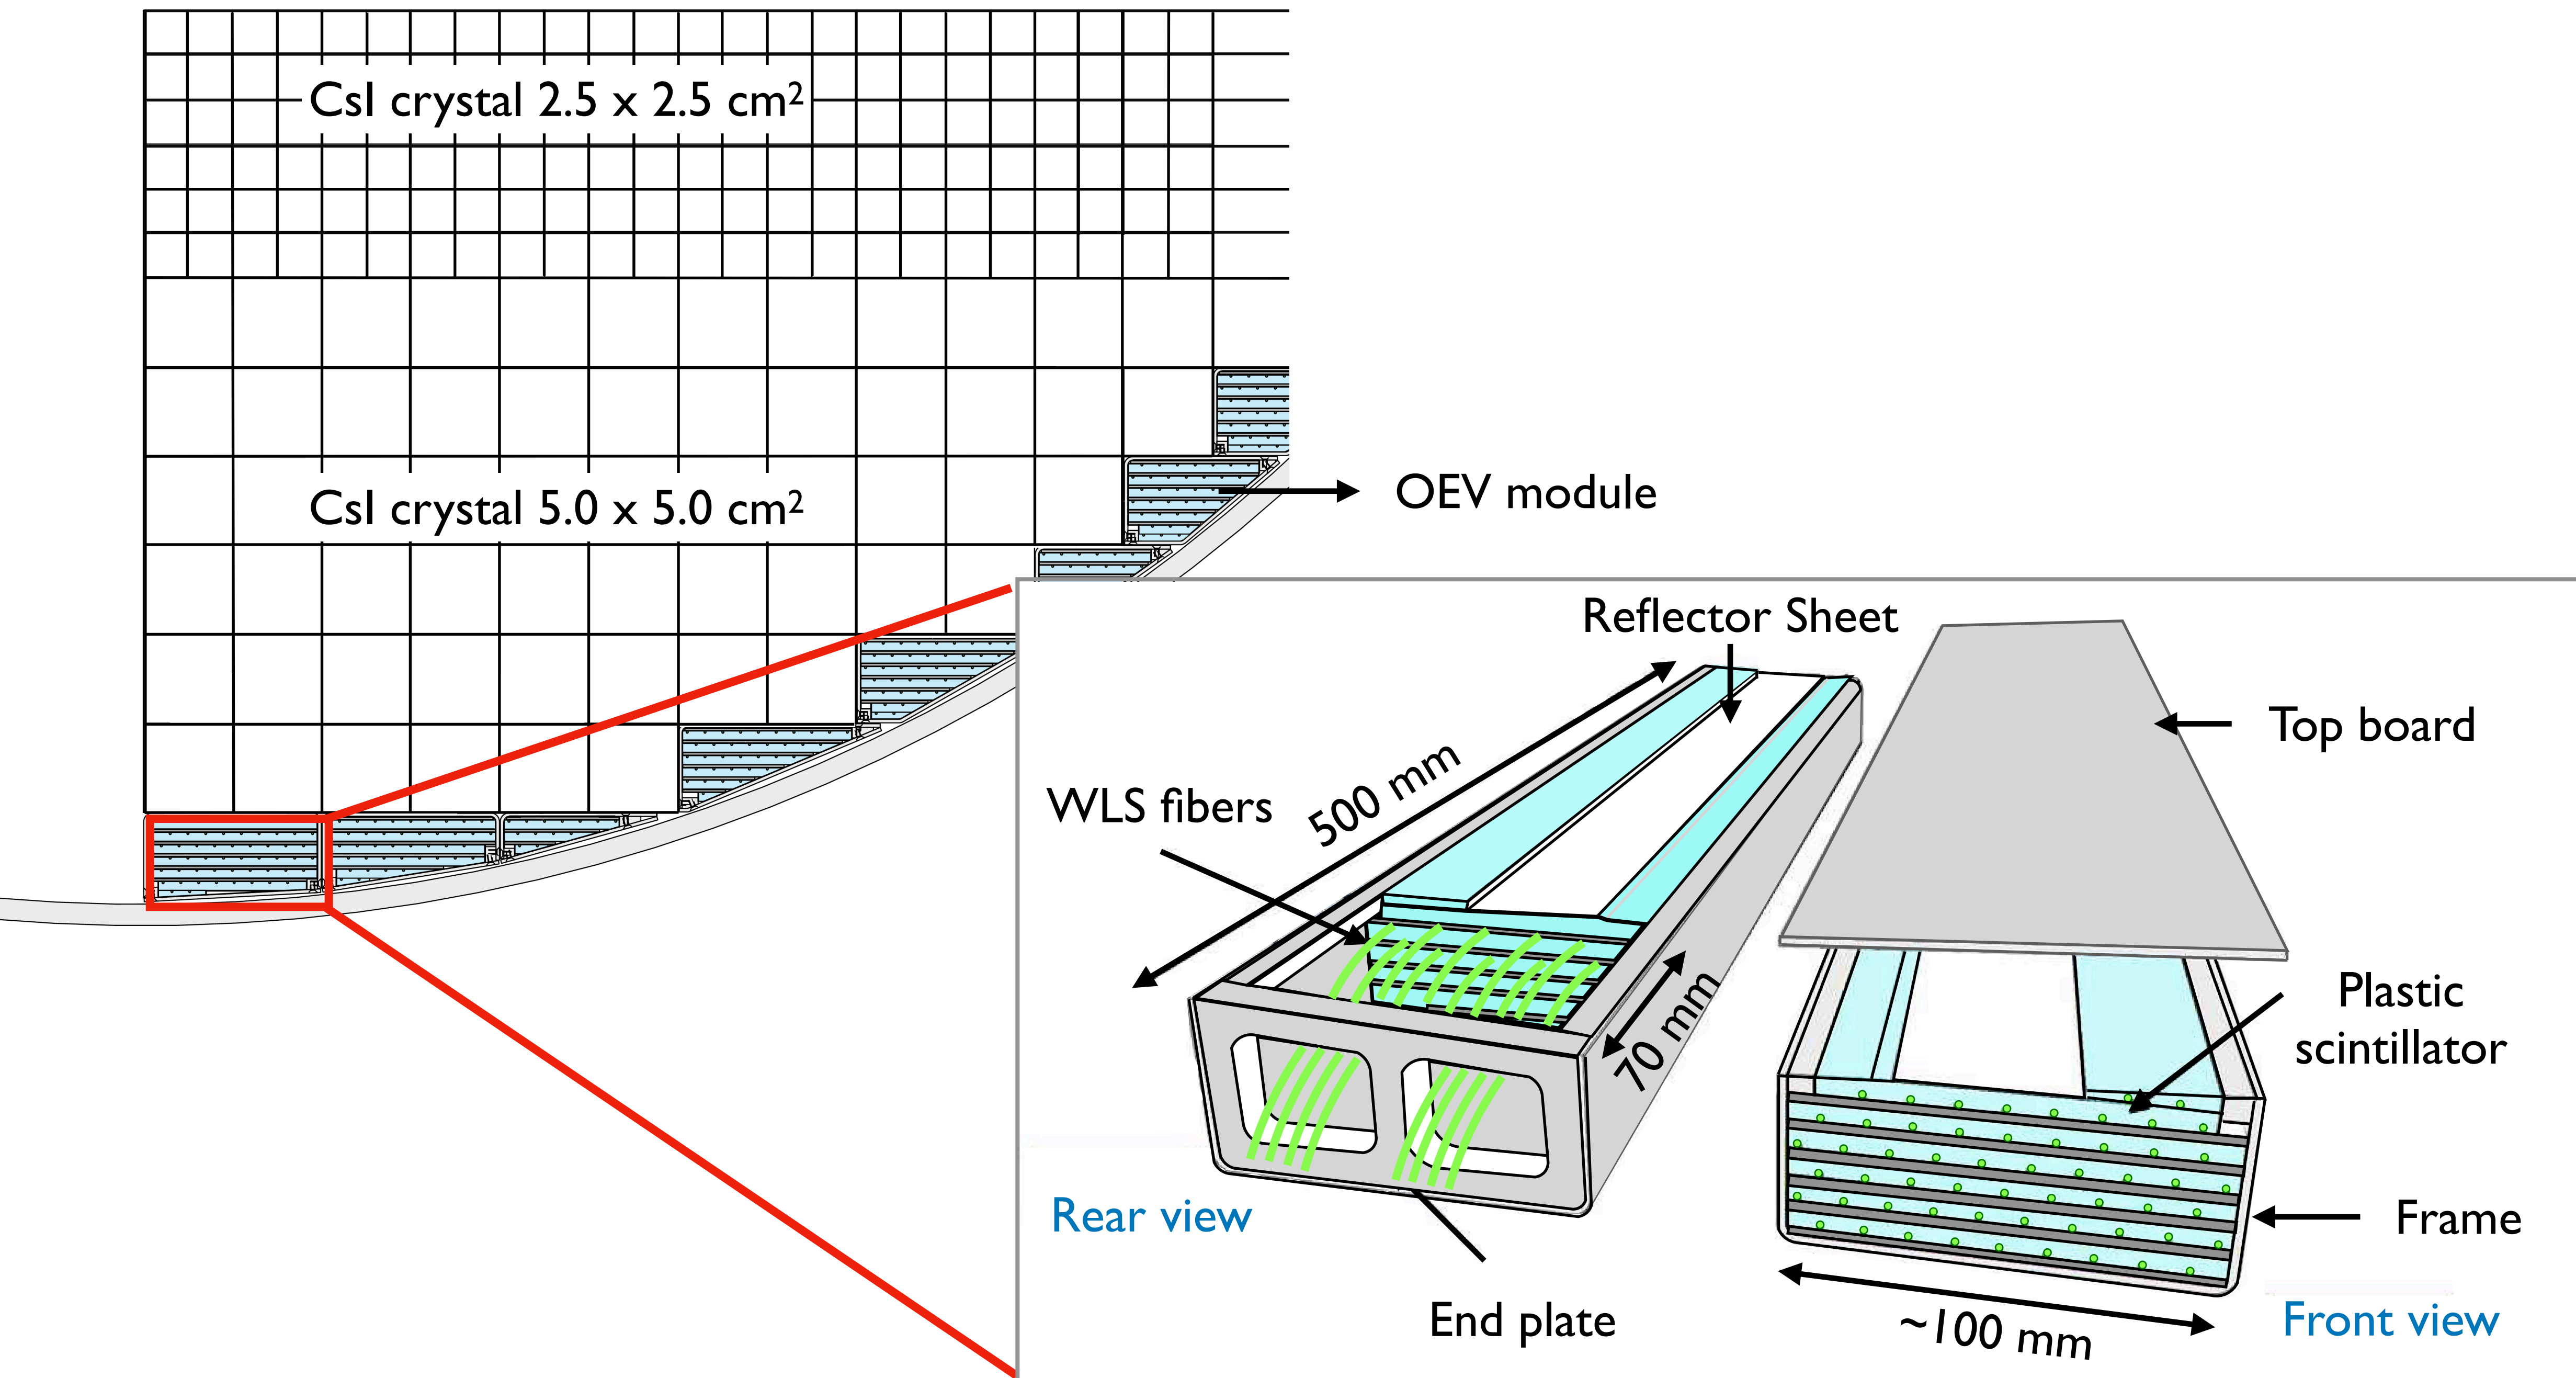 CsI crystal 2.5 x 2.5 cm²
CsI crystal 5.0 x 5.0 cm²
OEV module
Reflector Sheet
Top board
WLS fibers
500 mm
70 mm
Plastic
scintillator
Rear view
Frame
End plate
~100 mm
Front view